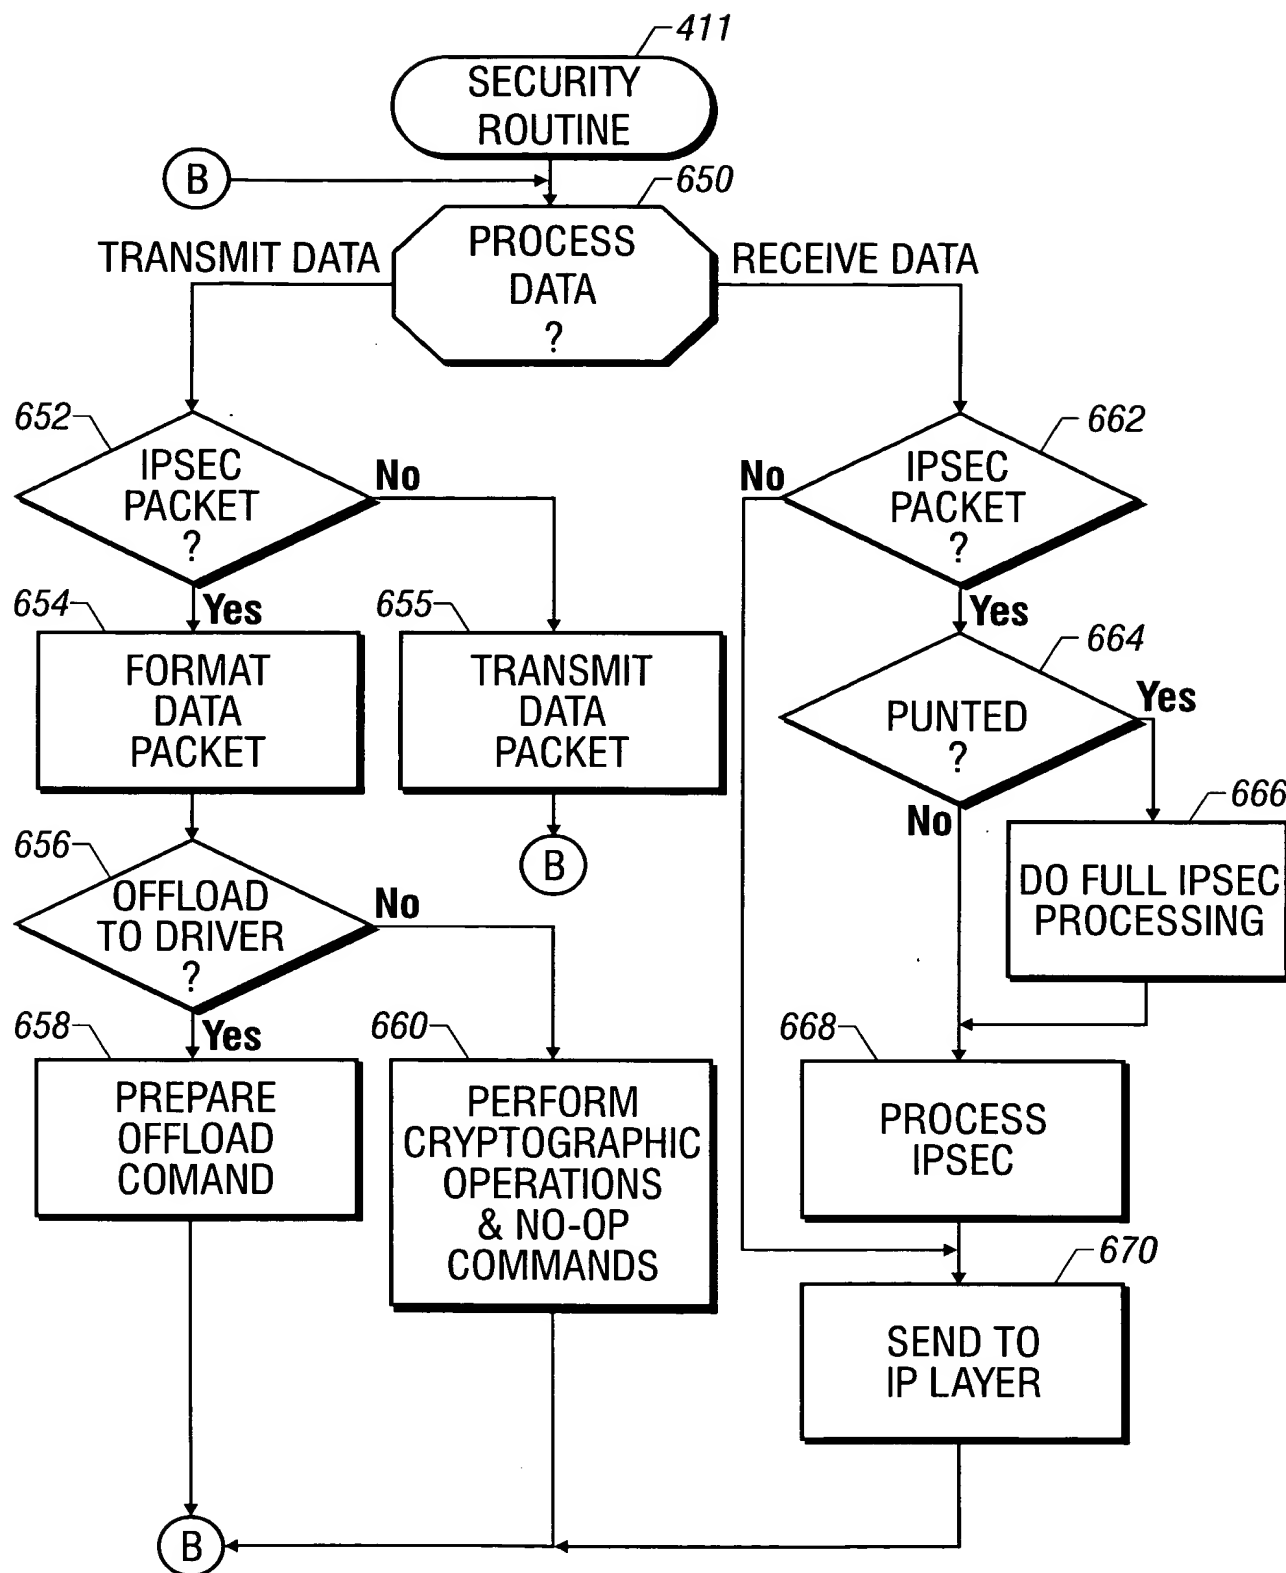 411
SECURITY
ROUTINE
B
650
TRANSMIT DATA
PROCESS
DATA
?
RECEIVE DATA
652
IPSEC
PACKET
?
No
Yes
662
No
IPSEC
PACKET
?
Yes
654
FORMAT
DATA
PACKET
655
TRANSMIT
DATA
PACKET
B
664
PUNTED
?
Yes
No
666
DO FULL IPSEC
PROCESSING
656
OFFLOAD
TO DRIVER
?
No
Yes
658
PREPARE
OFFLOAD
COMAND
660
PERFORM
CRYPTOGRAPHIC
OPERATIONS
& NO-OP
COMMANDS
668
PROCESS
IPSEC
670
SEND TO
IP LAYER
B